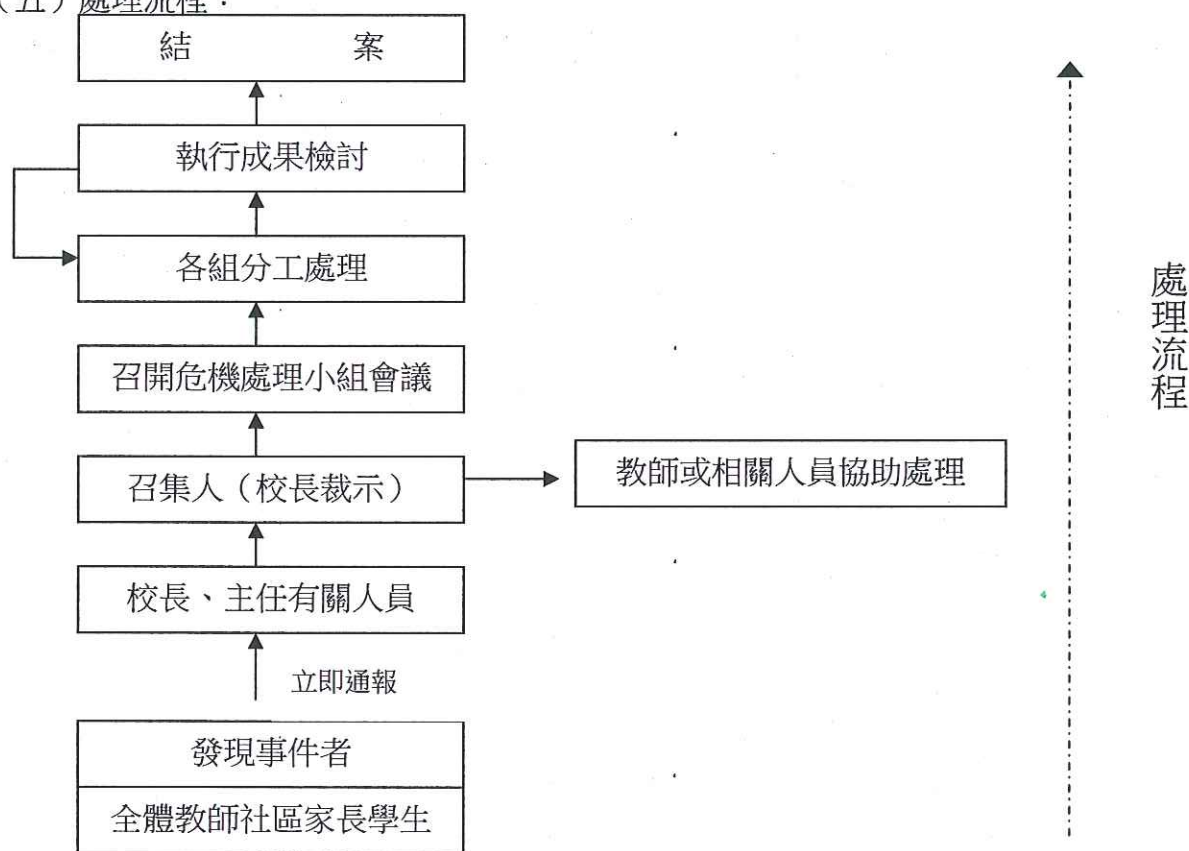 （五）處理流程：
結 案
執行成果檢討
各組分工處理
召開危機處理小組會議
召集人（校長裁示）
教師或相關人員協助處理
校長、主任有關人員
立即通報
發現事件者
全體教師社區家長學生
處理流程